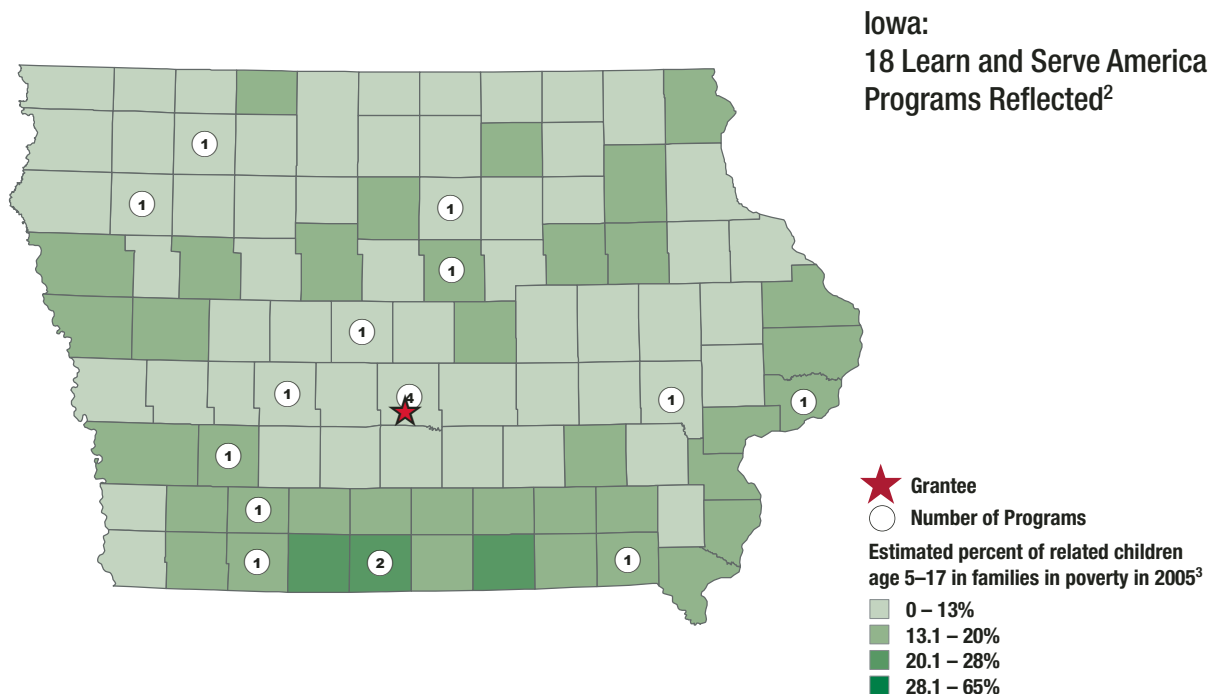 Iowa:
18 Learn and Serve America
Programs Reflected2
1
1
1
1
1
1
4
1
1
1
1
1
2
1
Grantee
Number of Programs
Estimated percent of related children
age 5–17 in families in poverty in 20053
0 – 13%
13.1 – 20%
20.1 – 28%
28.1 – 65%